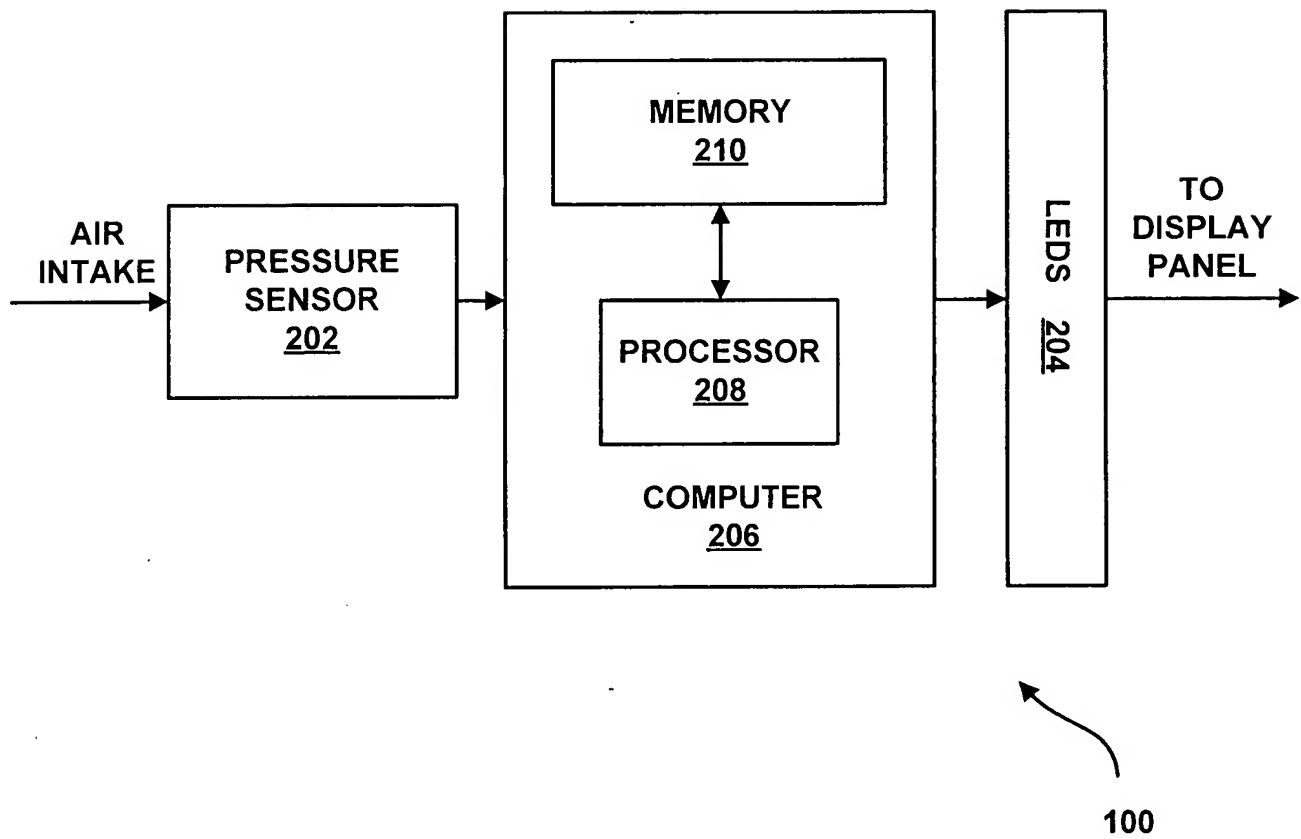 AIR
INTAKE
PRESSURE
SENSOR
202
MEMORY
210
PROCESSOR
208
COMPUTER
206
LEDS 204
TO
DISPLAY
PANEL
100